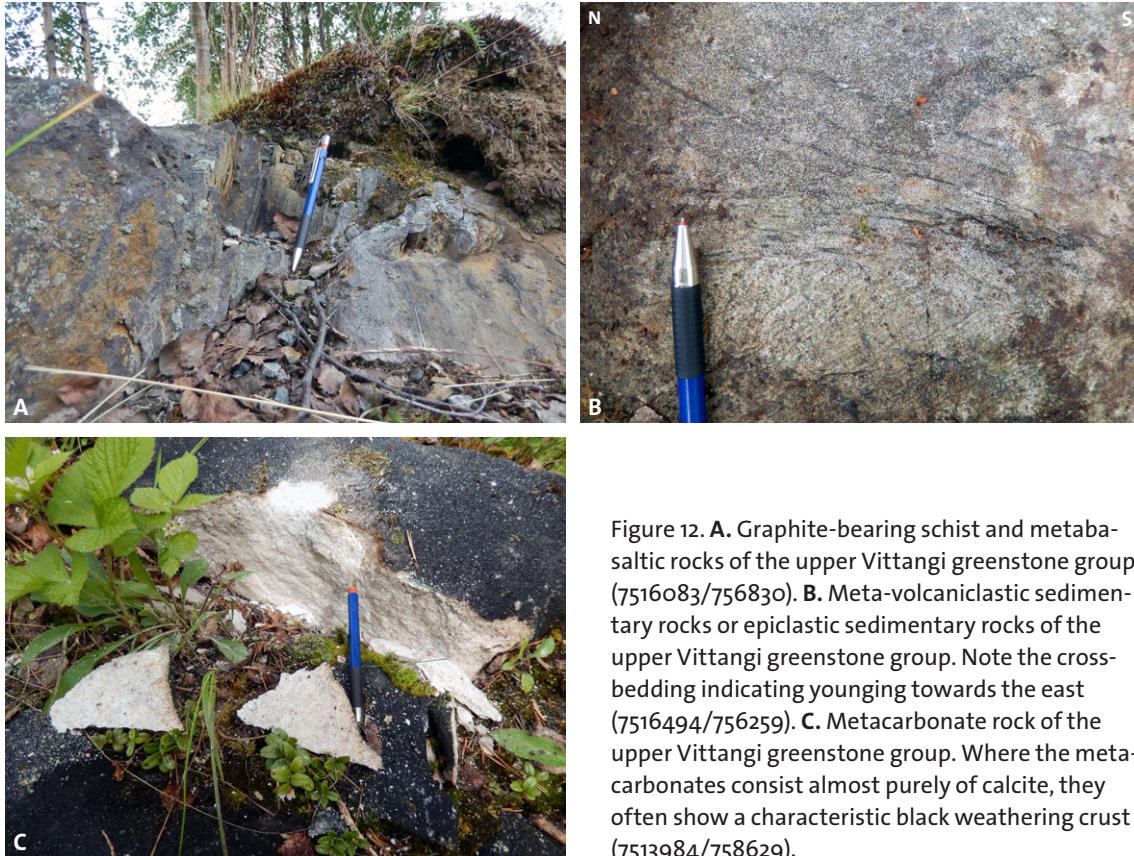 N
S
A
B
C
Figure 12. A. Graphite-bearing schist and metaba-
saltic rocks of the upper Vittangi greenstone group
(7516083/756830). B. Meta-volcaniclastic sedimen-
tary rocks or epiclastic sedimentary rocks of the
upper Vittangi greenstone group. Note the cross-
bedding indicating younging towards the east
(7516494/756259). C. Metacarbonate rock of the
upper Vittangi greenstone group. Where the meta-
carbonates consist almost purely of calcite, they
often show a characteristic black weathering crust
(7513984/758629).